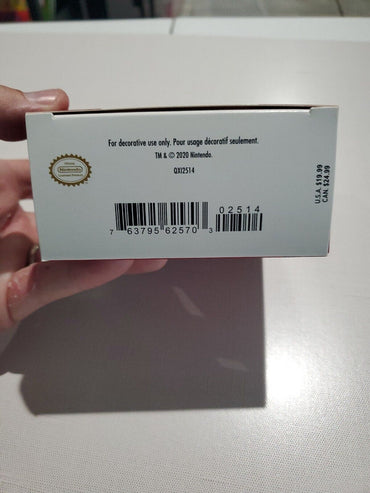 For decorative use only. Pour usage décoratif seulement.
TM & © 2020 Nintendo.
QXI2514
Nintendo
02514
7 63795 62570 3
U.S.A. $19.99
CAN. $24.99